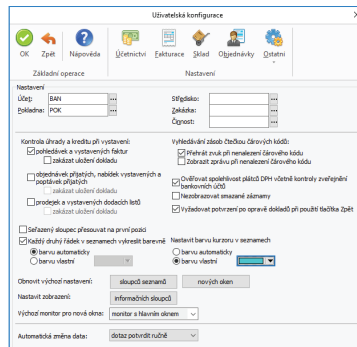 Uživatelská konfigurace
OK Zpět Nápověda Účetnictví Fakturace Sklad Objednávky Ostatní
Základní operace Nastavení
Nastavení
Účet: BAN ... Středisko: ...
Pokladna: POK ... Zakázka: ...
Činnost: ...
Kontrola úhrady a kreditu při vystavení: Vyhledávání zásob čtečkou čárových kódů:
pohledávek a vystavených faktur Přehrát zvuk při nenalezení čárového kódu
zakázat uložení dokladu Zobrazit zprávu při nenalezení čárového kódu
objednávek přijatých, nabídek vystavených a Ověřovat spolehlivost DPH včetně kontroly zveřejnění
poptávek přijatých bankovních účtů
zakázat uložení dokladu Nezobrazovat smazané záznamy
prodejek a vystavených dodacích listů Vyžadovat potvrzení po opravě dokladů při použití tlačítka Zpět
zakázat uložení dokladu
Seřazený sloupec přesouvat na první pozici
Každý druhý řádek v seznamech vykreslit barevně Nastavit barvu kurzoru v seznamech
barvu automaticky barvu automaticky
barvu vlastní barvu vlastní
Obnovit výchozí nastavení: sloupců seznamů nových oken
Nastavit zobrazení: informačních sloupců
Výchozí monitor pro nová okna: monitor s hlavním oknem
Automatická změna data: dotaz potvrdit ručně